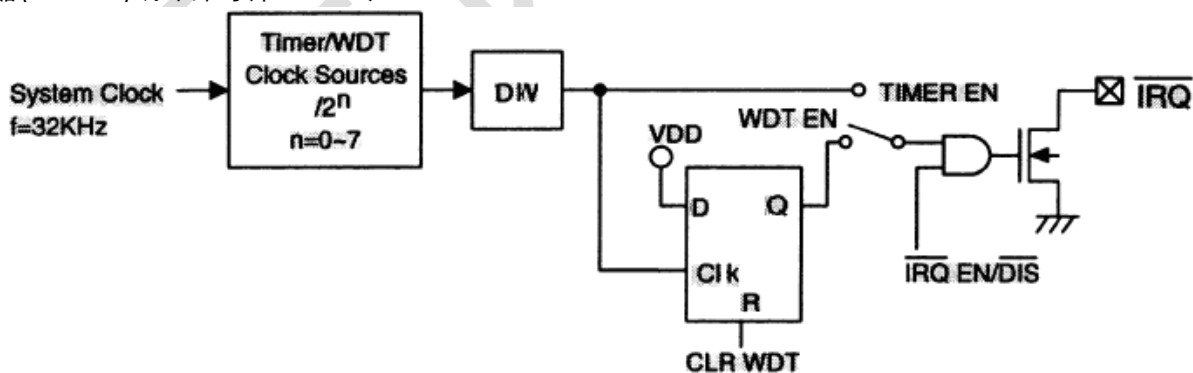 Timer/WDT
Clock Sources
/2ⁿ
n=0~7
System Clock
f=32KHz
DIV
TIMER EN
WDT EN
VDD
IRQ
D
Q
Clk
R
IRQ EN/DIS
CLR WDT